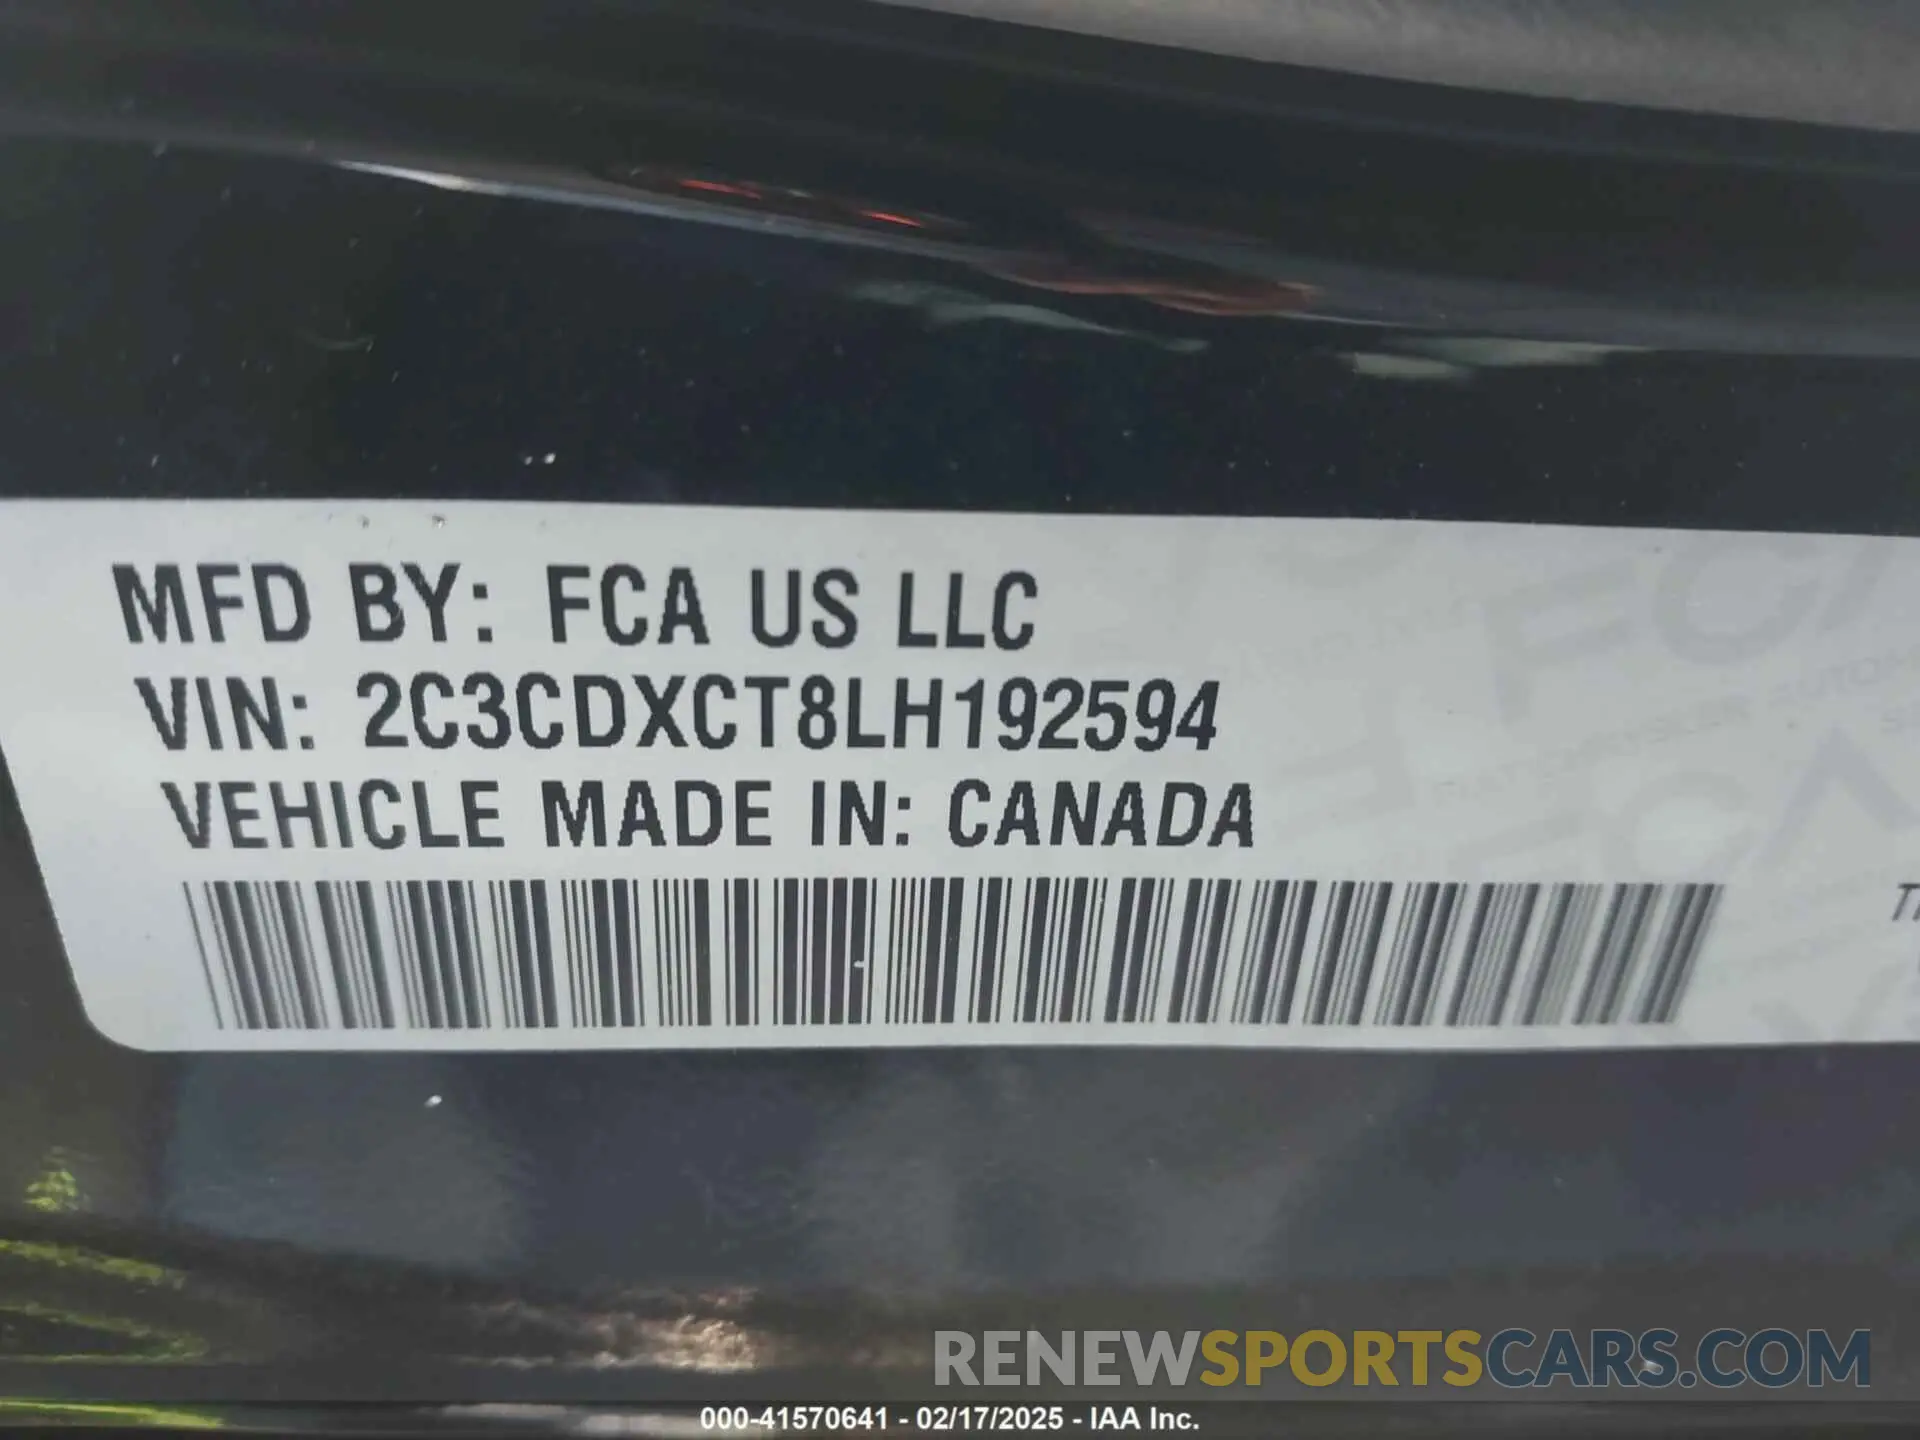 MFD BY: FCA US LLC
VIN: 2C3CDXCT8LH192594
VEHICLE MADE IN: CANADA
RENEWSPORTSCARS.COM
000-41570641 - 02/17/2025 - IAA Inc.